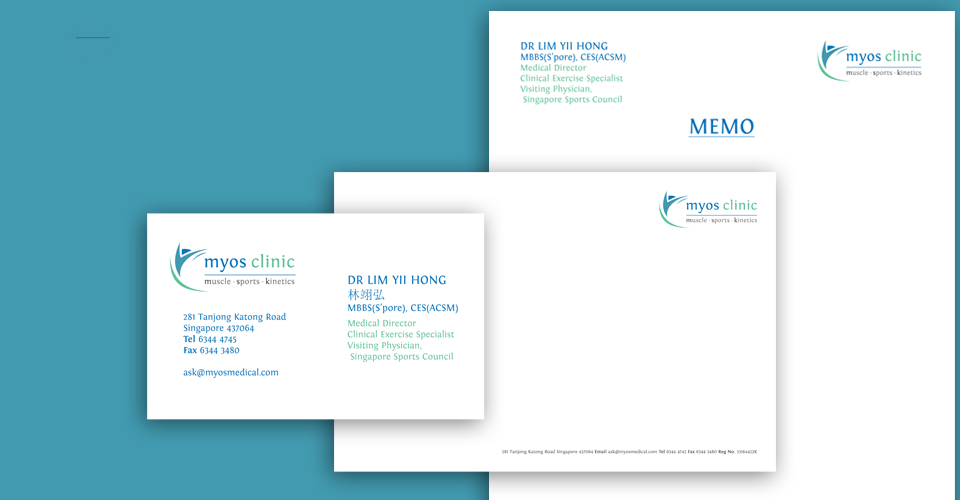 DR LIM YII HONG
MBBS(S'pore), CES(ACSM)
Medical Director
Clinical Exercise Specialist
Visiting Physician,
Singapore Sports Council
myos clinic
muscle · sports · kinetics
MEMO
myos clinic
muscle · sports · kinetics
myos clinic
muscle · sports · kinetics
281 Tanjong Katong Road
Singapore 437064
Tel 6344 4745
Fax 6344 3480
ask@myosmedical.com
DR LIM YII HONG
林翊弘
MBBS(S'pore), CES(ACSM)
Medical Director
Clinical Exercise Specialist
Visiting Physician,
Singapore Sports Council
281 Tanjong Katong Road Singapore 437064 Email ask@myosmedical.com Tel 6344 4745 Fax 6344 3480 Reg No.